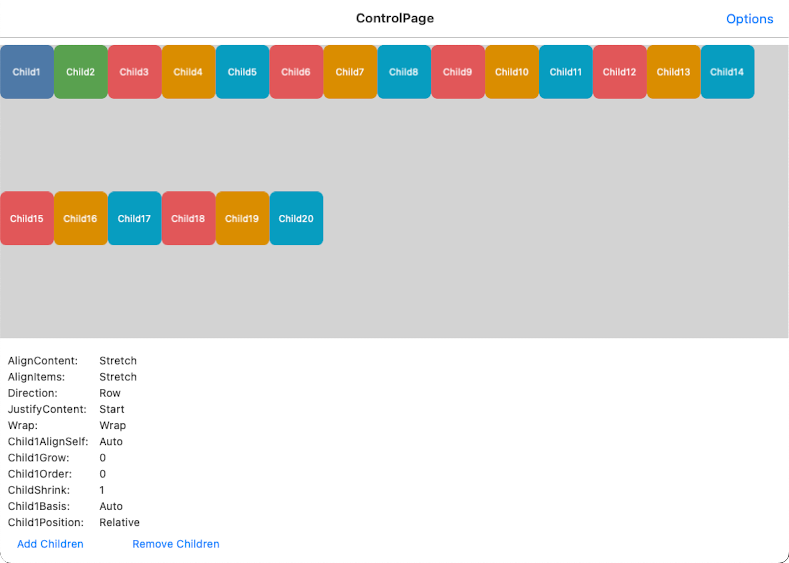 ControlPage
Options
Child1 Child2 Child3 Child4 Child5 Child6 Child7 Child8 Child9 Child10 Child11 Child12 Child13 Child14
Child15 Child16 Child17 Child18 Child19 Child20
AlignContent: Stretch
AlignItems: Stretch
Direction: Row
JustifyContent: Start
Wrap: Wrap
Child1AlignSelf: Auto
Child1Grow: 0
Child1Order: 0
ChildShrink: 1
Child1Basis: Auto
Child1Position: Relative
Add Children Remove Children